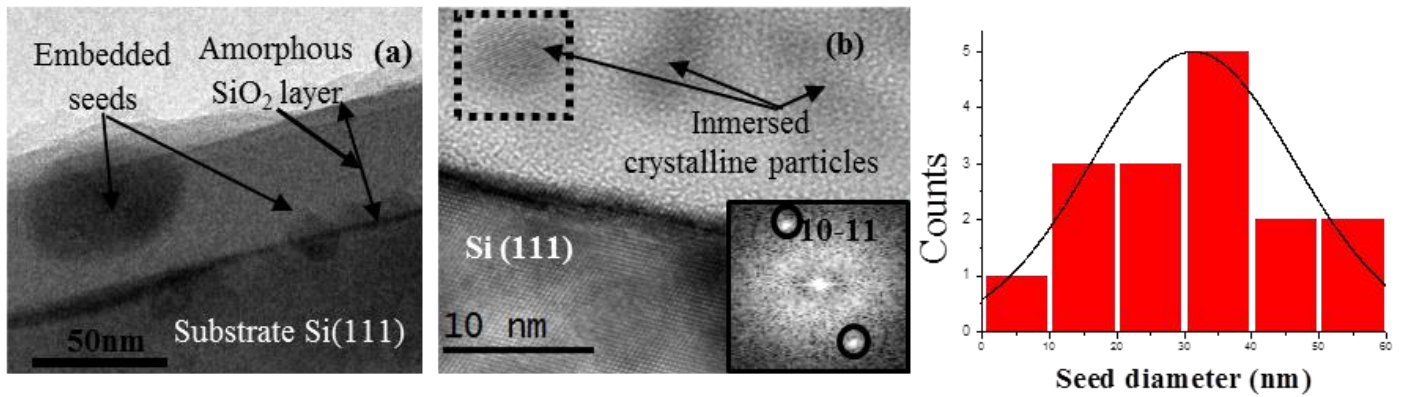 Embedded
seeds
Amorphous
SiO₂ layer
(a)
50nm
Substrate Si(111)
(b)
Inmersed
crystalline particles
Si (111)
10 nm
10-11
Counts
5
4
3
2
1
0
0 10 20 30 40 50 60
Seed diameter (nm)